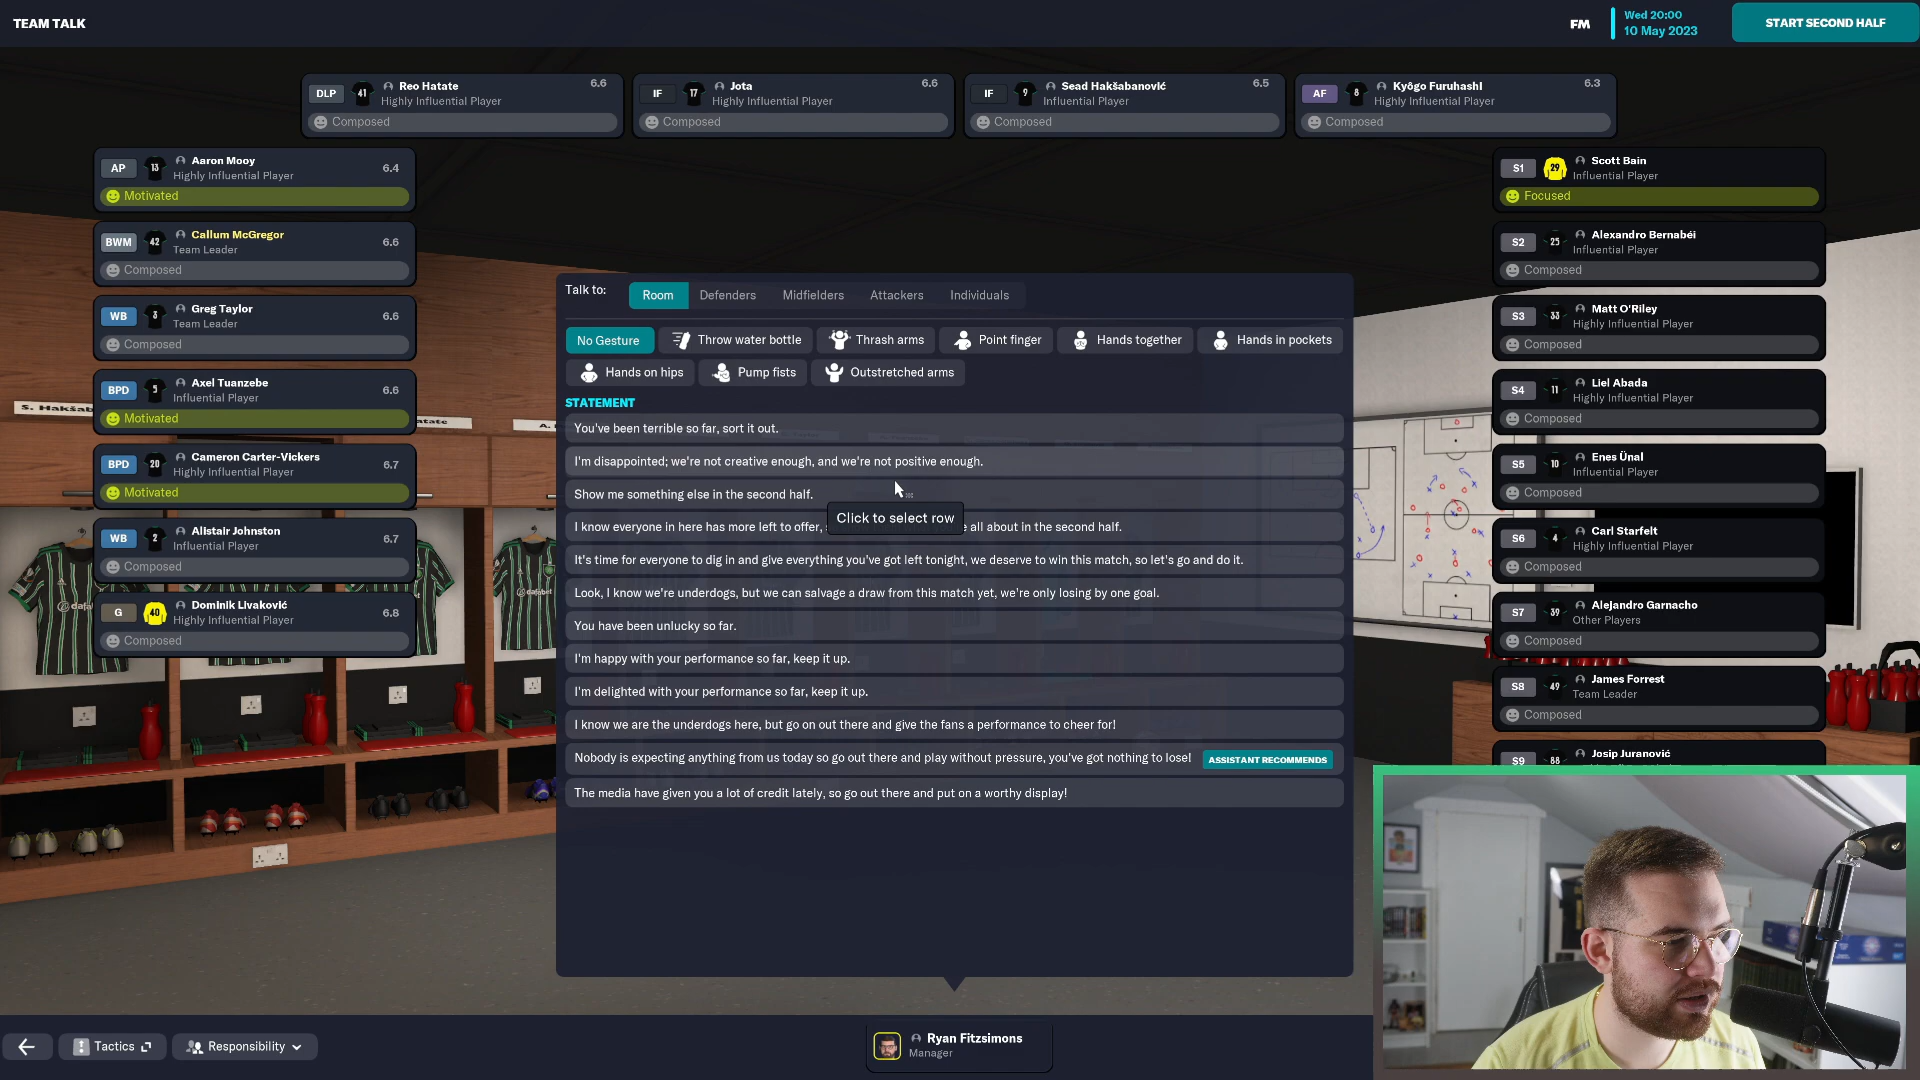 TEAM TALK
FM
Wed 20:00
10 May 2023
START SECOND HALF
DLP 41 Reo Hatate 6.6
Highly Influential Player
Composed
IF 17 Jota 6.6
Highly Influential Player
Composed
IF 9 Sead Hakšabanović 6.5
Influential Player
Composed
AF 8 Kyōgo Furuhashi 6.3
Highly Influential Player
Composed
AP 13 Aaron Mooy 6.4
Highly Influential Player
Motivated
BWM 42 Callum McGregor 6.6
Team Leader
Composed
WB 3 Greg Taylor 6.6
Team Leader
Composed
BPD 5 Axel Tuanzebe 6.6
Influential Player
Motivated
BPD 20 Cameron Carter-Vickers 6.7
Highly Influential Player
Motivated
WB 2 Alistair Johnston 6.7
Influential Player
Composed
G 40 Dominik Livaković 6.8
Highly Influential Player
Composed
Talk to: Room Defenders Midfielders Attackers Individuals
No Gesture Throw water bottle Thrash arms Point finger Hands together Hands in pockets
Hands on hips Pump fists Outstretched arms
STATEMENT
You've been terrible so far, sort it out.
I'm disappointed; we're not creative enough, and we're not positive enough.
Show me something else in the second half.
Click to select row
I know everyone in here has more left to offer, all about in the second half.
It's time for everyone to dig in and give everything you've got left tonight, we deserve to win this match, so let's go and do it.
Look, I know we're underdogs, but we can salvage a draw from this match yet, we're only losing by one goal.
You have been unlucky so far.
I'm happy with your performance so far, keep it up.
I'm delighted with your performance so far, keep it up.
I know we are the underdogs here, but go on out there and give the fans a performance to cheer for!
Nobody is expecting anything from us today so go out there and play without pressure, you've got nothing to lose! ASSISTANT RECOMMENDS
The media have given you a lot of credit lately, so go out there and put on a worthy display!
S1 29 Scott Bain
Influential Player
Focused
S2 25 Alexandro Bernabéi
Influential Player
Composed
S3 33 Matt O'Riley
Highly Influential Player
Composed
S4 11 Liel Abada
Highly Influential Player
Composed
S5 10 Enes Ünal
Influential Player
Composed
S6 4 Carl Starfelt
Highly Influential Player
Composed
S7 39 Alejandro Garnacho
Other Players
Composed
S8 49 James Forrest
Team Leader
Composed
S9 88 Josip Juranović
S. Hakšab
Tactics
Responsibility
Ryan Fitzsimons
Manager